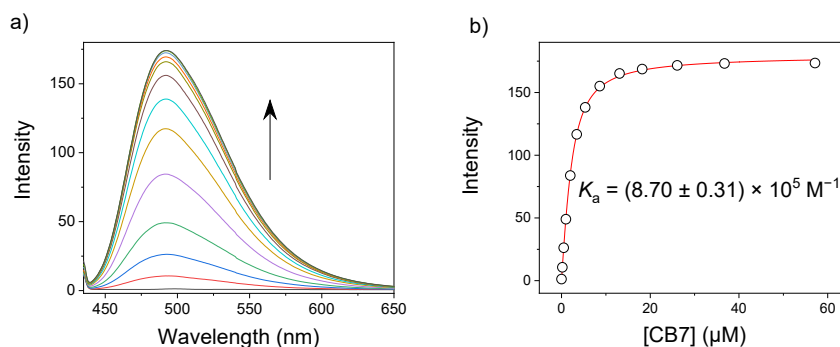 a)
Intensity
150
100
50
0
450
500
550
600
650
Wavelength (nm)
b)
Intensity
150
100
50
0
0
20
40
60
[CB7] (µM)
Kₐ = (8.70 ± 0.31) × 10⁵ M⁻¹